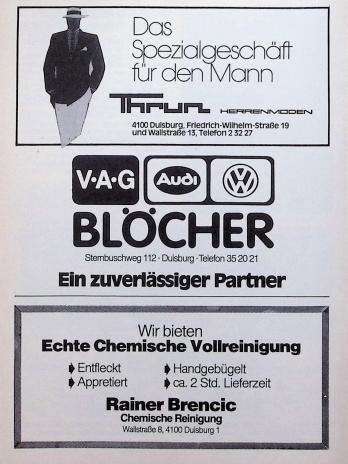 Das
Spezialgeschäft
für den Mann
Thrun HERRENMODEN
4100 Duisburg, Friedrich-Wilhelm-Straße 19
und Wallstraße 13, Telefon 2 32 27
V·A·G Audi VW
BLÖCHER
Sternbuschweg 112 · Duisburg · Telefon 35 20 21
Ein zuverlässiger Partner
Wir bieten
Echte Chemische Vollreinigung
Entfleckt Handgebügelt
Appretiert ca. 2 Std. Lieferzeit
Rainer Brencic
Chemische Reinigung
Wallstraße 8, 4100 Duisburg 1